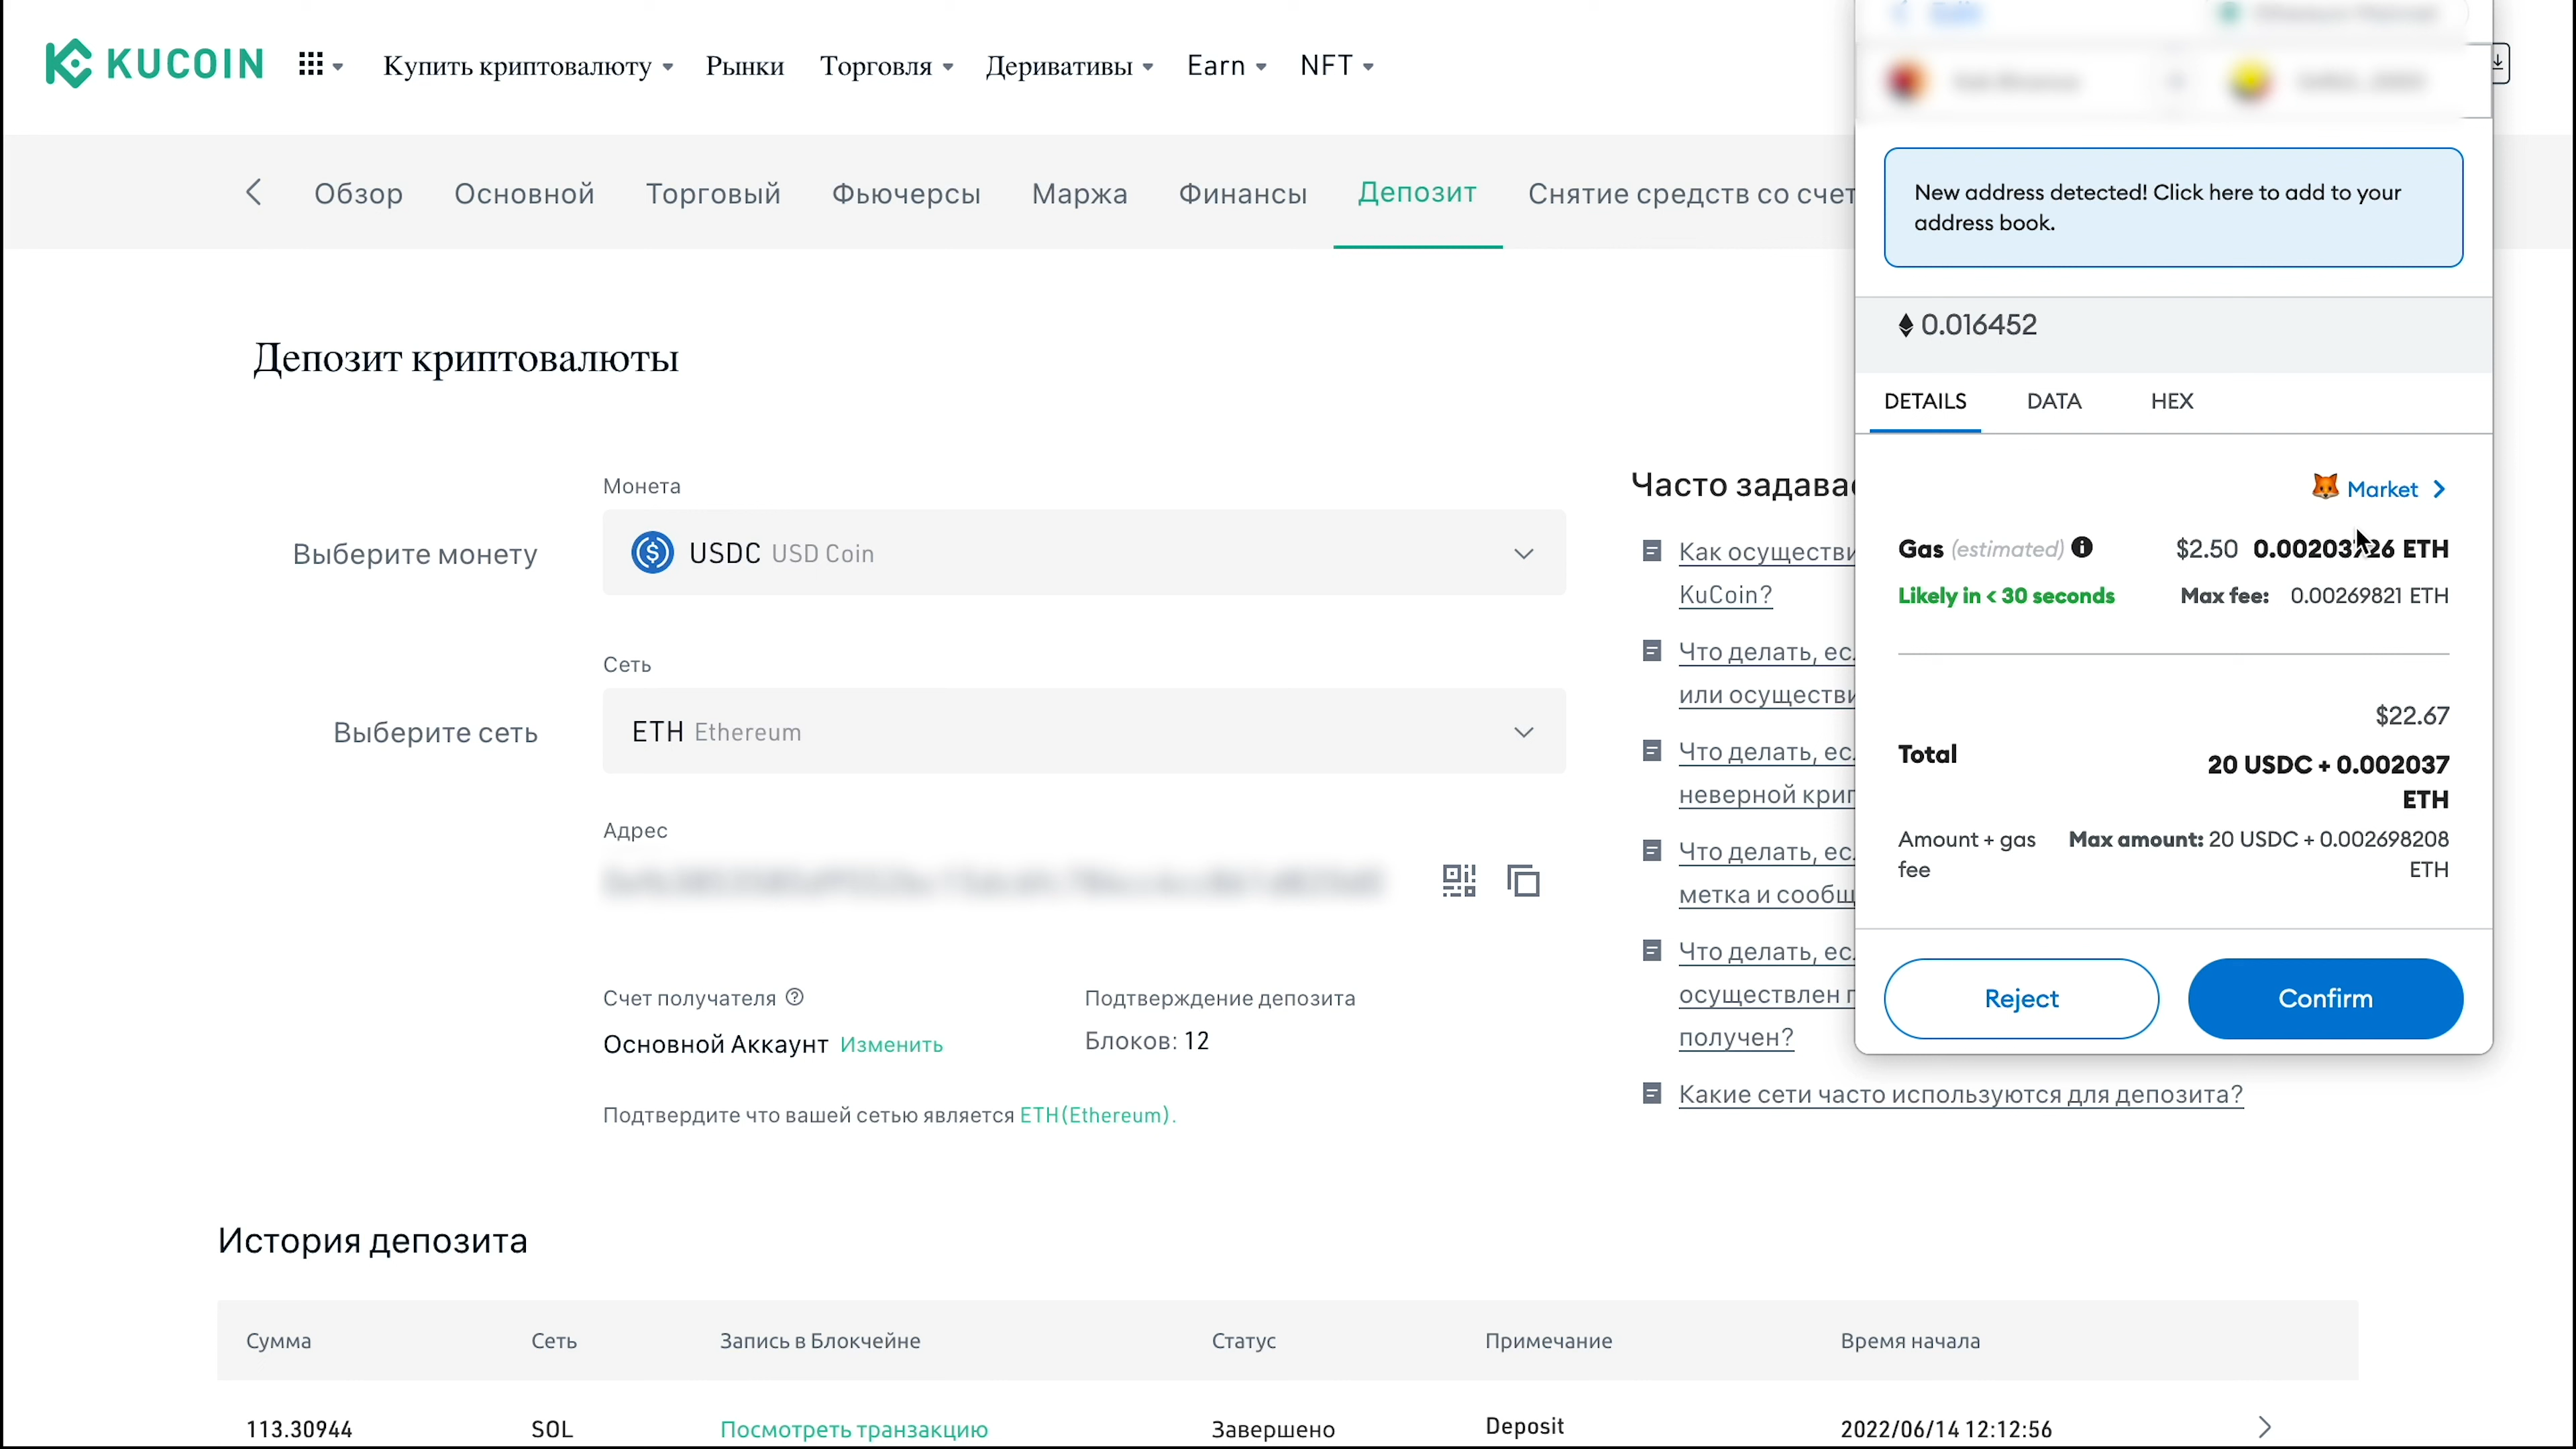 KUCOIN
Купить криптовалюту
Рынки
Торговля
Деривативы
Earn
NFT
Обзор
Основной
Торговый
Фьючерсы
Маржа
Финансы
Депозит
Снятие средств со счет
Депозит криптовалюты
Монета
Выберите монету
USDC USD Coin
Сеть
Выберите сеть
ETH Ethereum
Адрес
Счет получателя
Основной Аккаунт Изменить
Подтверждение депозита
Блоков: 12
Подтвердите что вашей сетью является ETH(Ethereum).
Часто задавае
Как осуществи
KuCoin?
Что делать, есл
или осуществи
Что делать, есл
неверной крип
Что делать, есл
метка и сообщ
Что делать, есл
осуществлен п
получен?
Какие сети часто используются для депозита?
New address detected! Click here to add to your
address book.
0.016452
DETAILS
DATA
HEX
Market
Gas (estimated)
$2.50
ETH
Likely in < 30 seconds
Max fee: 0.00269821 ETH
$22.67
Total
20 USDC + 0.002037
ETH
Amount + gas
fee
Max amount: 20 USDC + 0.002698208
ETH
Reject
Confirm
История депозита
Сумма
Сеть
Запись в Блокчейне
Статус
Примечание
Время начала
113.30944
SOL
Посмотреть транзакцию
Завершено
Deposit
2022/06/14 12:12:56